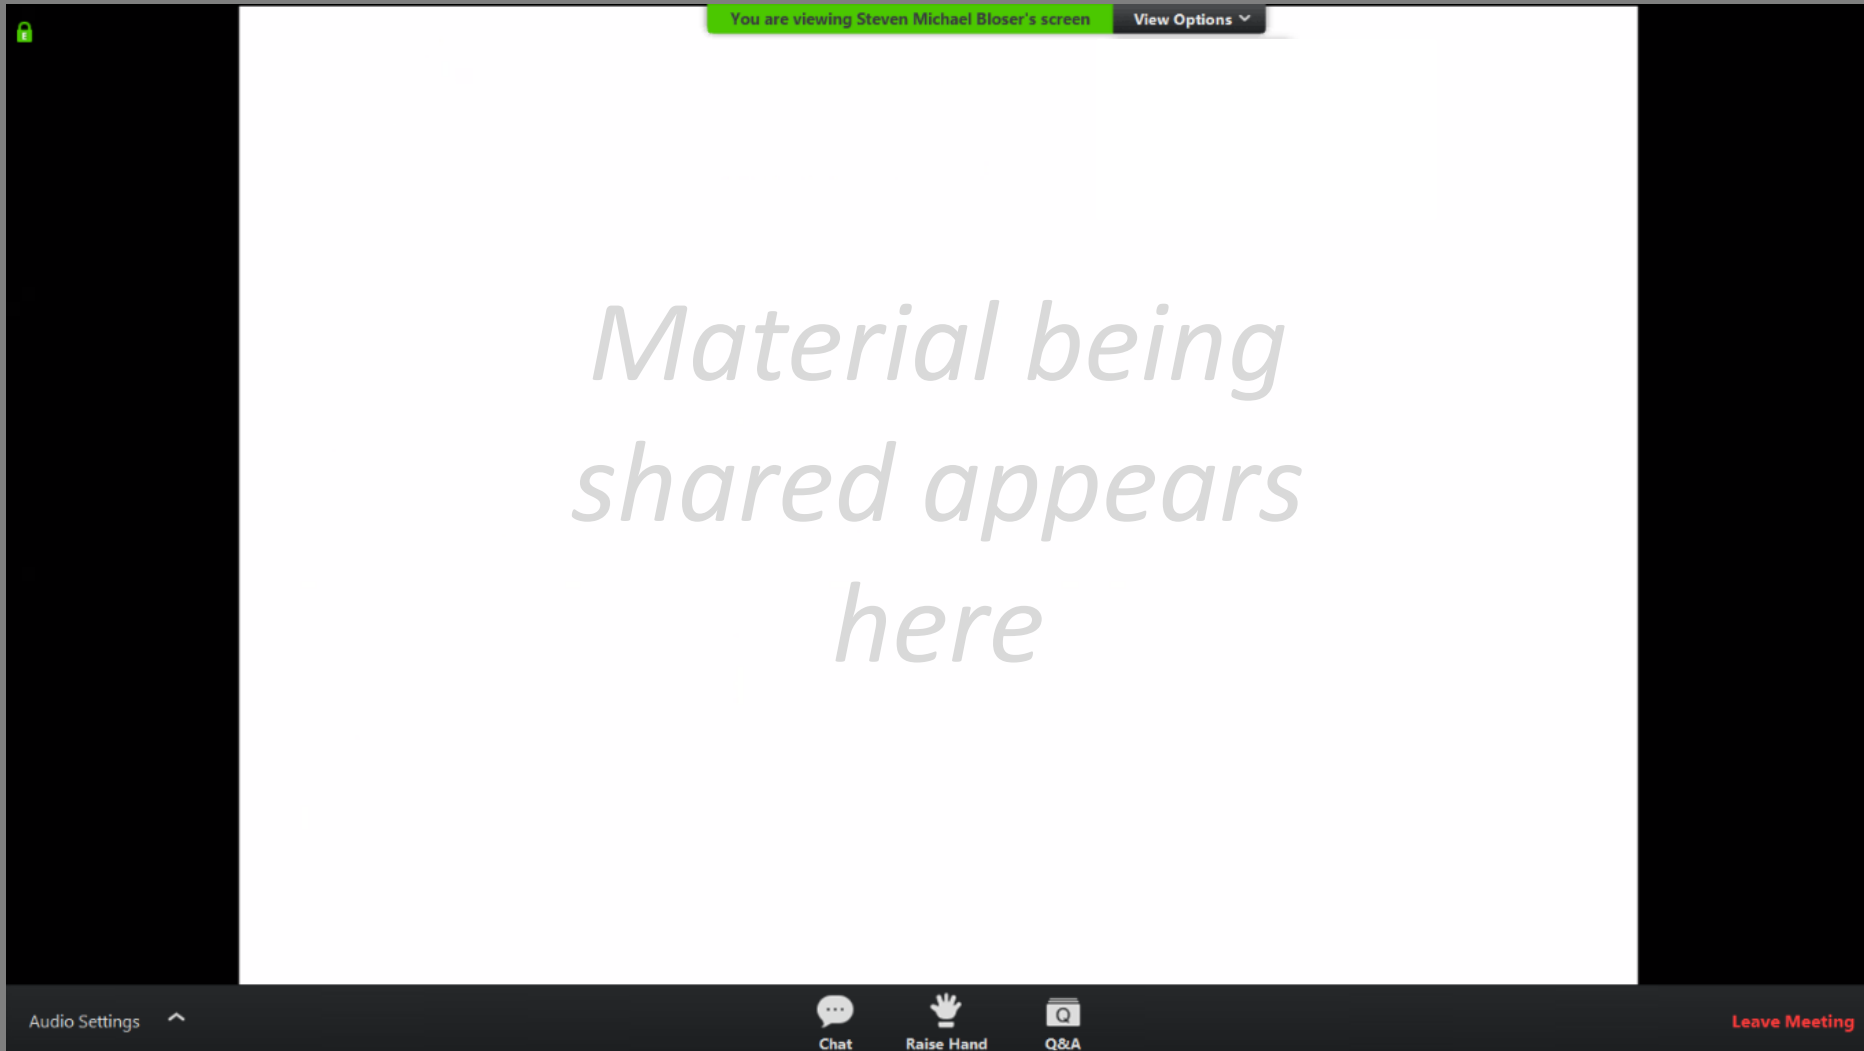 You are viewing Steven Michael Bloser's screen View Options
E
Material being
shared appears
here
Audio Settings
Chat
Raise Hand
Q
Q&A
Leave Meeting